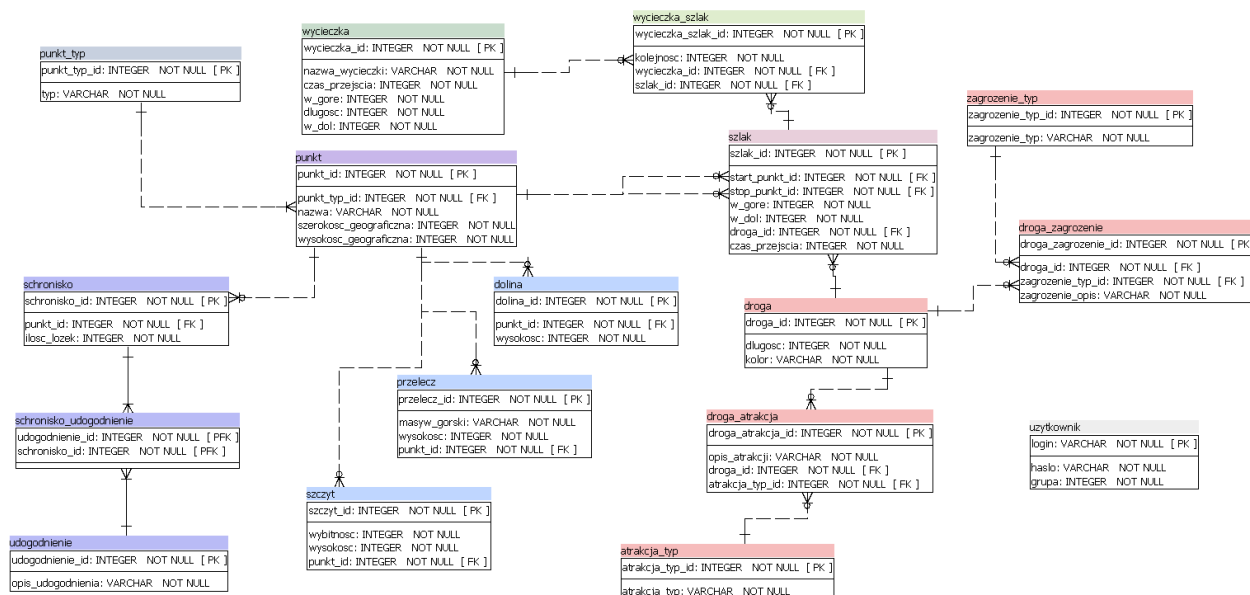 punkt_typ
punkt_typ_id: INTEGER NOT NULL [ PK ]
typ: VARCHAR NOT NULL
wycieczka
wycieczka_id: INTEGER NOT NULL [ PK ]
nazwa_wycieczki: VARCHAR NOT NULL
czas_przejscia: INTEGER NOT NULL
w_gore: INTEGER NOT NULL
dlugosc: INTEGER NOT NULL
w_dol: INTEGER NOT NULL
wycieczka_szlak
wycieczka_szlak_id: INTEGER NOT NULL [ PK ]
kolejnosc: INTEGER NOT NULL
wycieczka_id: INTEGER NOT NULL [ FK ]
szlak_id: INTEGER NOT NULL [ FK ]
zagrozenie_typ
zagrozenie_typ_id: INTEGER NOT NULL [ PK ]
zagrozenie_typ: VARCHAR NOT NULL
punkt
punkt_id: INTEGER NOT NULL [ PK ]
punkt_typ_id: INTEGER NOT NULL [ FK ]
nazwa: VARCHAR NOT NULL
szerokosc_geograficzna: INTEGER NOT NULL
wysokosc_geograficzna: INTEGER NOT NULL
szlak
szlak_id: INTEGER NOT NULL [ PK ]
start_punkt_id: INTEGER NOT NULL [ FK ]
stop_punkt_id: INTEGER NOT NULL [ FK ]
w_gore: INTEGER NOT NULL
w_dol: INTEGER NOT NULL
droga_id: INTEGER NOT NULL [ FK ]
czas_przejscia: INTEGER NOT NULL
droga_zagrozenie
droga_zagrozenie_id: INTEGER NOT NULL [ PK
droga_id: INTEGER NOT NULL [ FK ]
zagrozenie_typ_id: INTEGER NOT NULL [ FK ]
zagrozenie_opis: VARCHAR NOT NULL
schronisko
schronisko_id: INTEGER NOT NULL [ PK ]
punkt_id: INTEGER NOT NULL [ FK ]
ilosc_lozek: INTEGER NOT NULL
dolina
dolina_id: INTEGER NOT NULL [ PK ]
punkt_id: INTEGER NOT NULL [ FK ]
wysokosc: INTEGER NOT NULL
droga
droga_id: INTEGER NOT NULL [ PK ]
dlugosc: INTEGER NOT NULL
kolor: VARCHAR NOT NULL
przelecz
przelecz_id: INTEGER NOT NULL [ PK ]
masyw_gorski: VARCHAR NOT NULL
wysokosc: INTEGER NOT NULL
punkt_id: INTEGER NOT NULL [ FK ]
schronisko_udogodnienie
udogodnienie_id: INTEGER NOT NULL [ PFK ]
schronisko_id: INTEGER NOT NULL [ PFK ]
droga_atrakcja
droga_atrakcja_id: INTEGER NOT NULL [ PK ]
opis_atrakcji: VARCHAR NOT NULL
droga_id: INTEGER NOT NULL [ FK ]
atrakcja_typ_id: INTEGER NOT NULL [ FK ]
uzytkownik
login: VARCHAR NOT NULL [ PK ]
haslo: VARCHAR NOT NULL
grupa: INTEGER NOT NULL
szczyt
szczyt_id: INTEGER NOT NULL [ PK ]
wybitnosc: INTEGER NOT NULL
wysokosc: INTEGER NOT NULL
punkt_id: INTEGER NOT NULL [ FK ]
udogodnienie
udogodnienie_id: INTEGER NOT NULL [ PK ]
opis_udogodnienia: VARCHAR NOT NULL
atrakcja_typ
atrakcja_typ_id: INTEGER NOT NULL [ PK ]
atrakcja_typ: VARCHAR NOT NULL